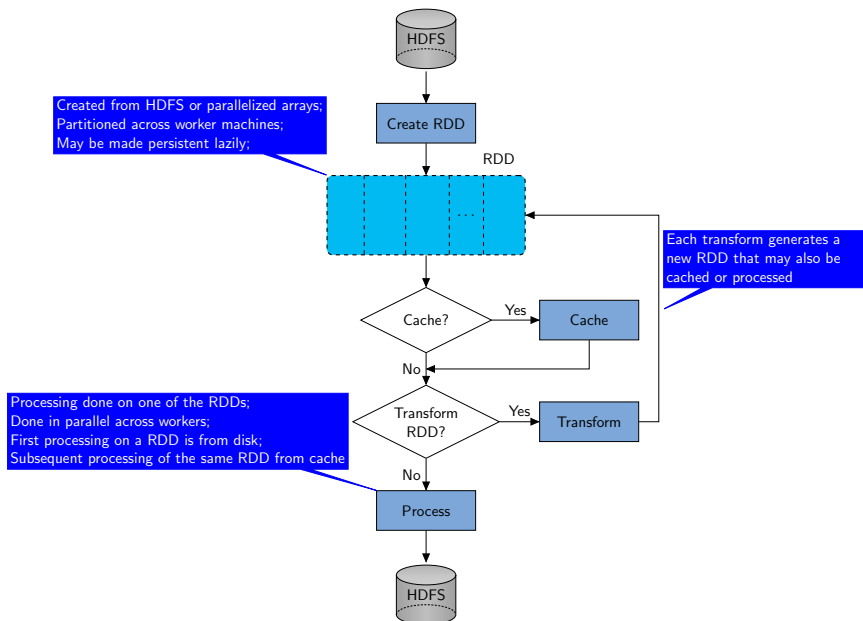 HDFS
Created from HDFS or parallelized arrays;
Partitioned across worker machines;
May be made persistent lazily;
Create RDD
RDD
...
Each transform generates a
new RDD that may also be
cached or processed
Cache?
Yes
Cache
No
Processing done on one of the RDDs;
Done in parallel across workers;
First processing on a RDD is from disk;
Subsequent processing of the same RDD from cache
Transform
RDD?
Yes
Transform
No
Process
HDFS